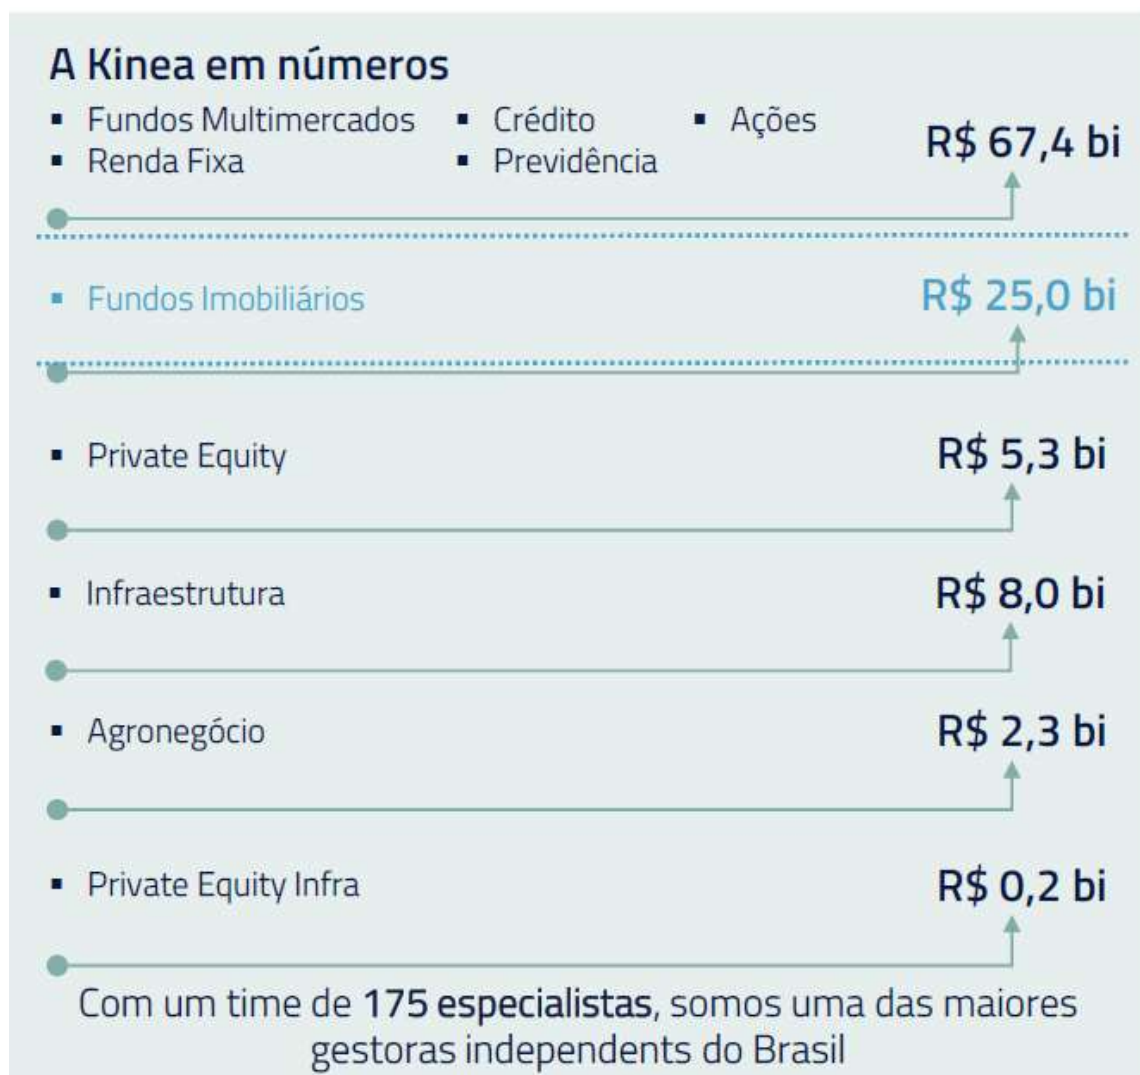 A Kinea em números
▪ Fundos Multimercados ▪ Crédito ▪ Ações
R$ 67,4 bi
▪ Renda Fixa ▪ Previdência
▪ Fundos Imobiliários R$ 25,0 bi
▪ Private Equity R$ 5,3 bi
▪ Infraestrutura R$ 8,0 bi
▪ Agronegócio R$ 2,3 bi
▪ Private Equity Infra R$ 0,2 bi
Com um time de 175 especialistas, somos uma das maiores
gestoras independents do Brasil